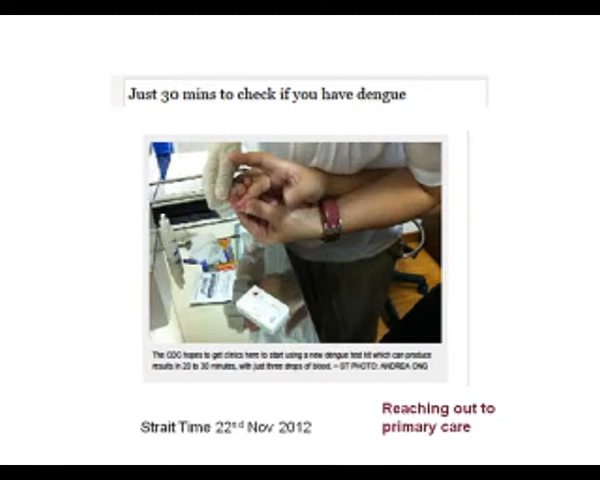 Just 30 mins to check if you have dengue
The CDC hopes to get clinics here to start using a new dengue test kit which can produce
results in 20 to 30 minutes, with just three drops of blood. – ST PHOTO: ANDREA ONG
Strait Time 22nd Nov 2012
Reaching out to
primary care